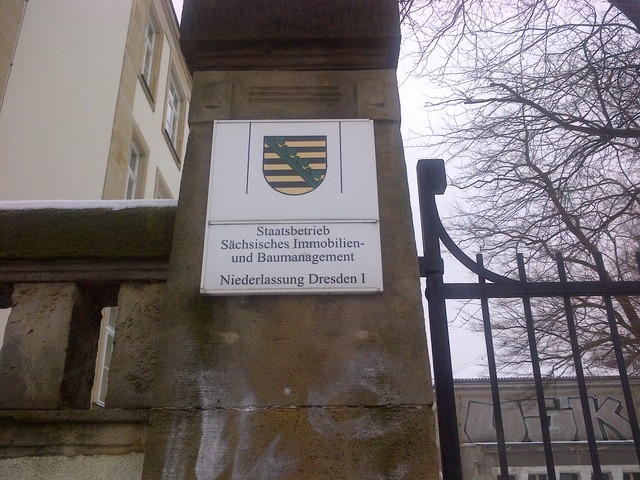 Staatsbetrieb
Sächsisches Immobilien-
und Baumanagement
Niederlassung Dresden I